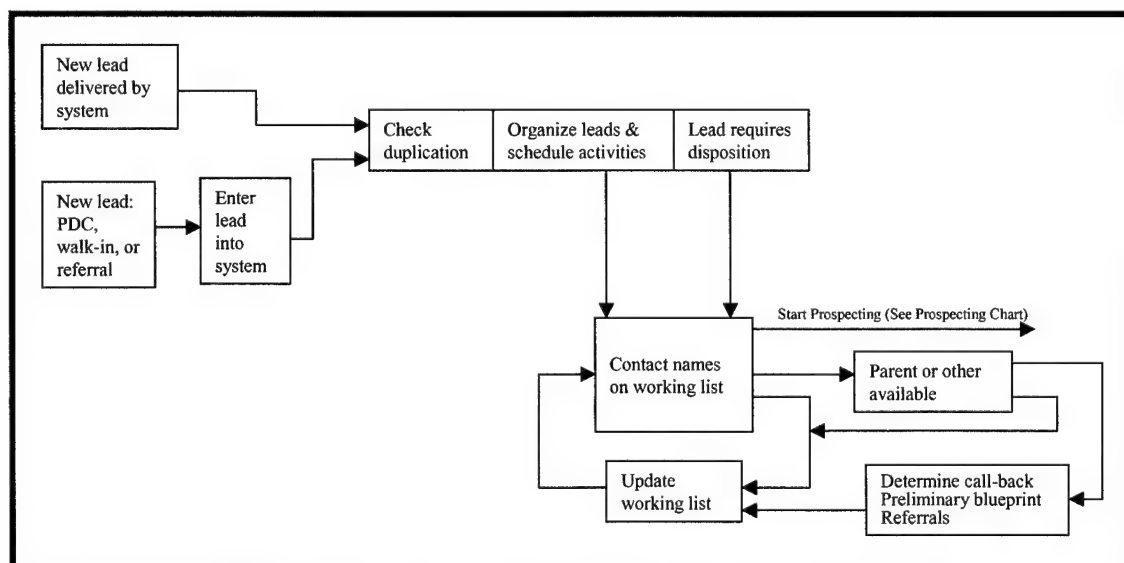 New lead
delivered by
system
New lead:
PDC,
walk-in, or
referral
Enter
lead
into
system
Check
duplication
Organize leads &
schedule activities
Lead requires
disposition
Start Prospecting (See Prospecting Chart)
Contact names
on working list
Parent or other
available
Update
working list
Determine call-back
Preliminary blueprint
Referrals